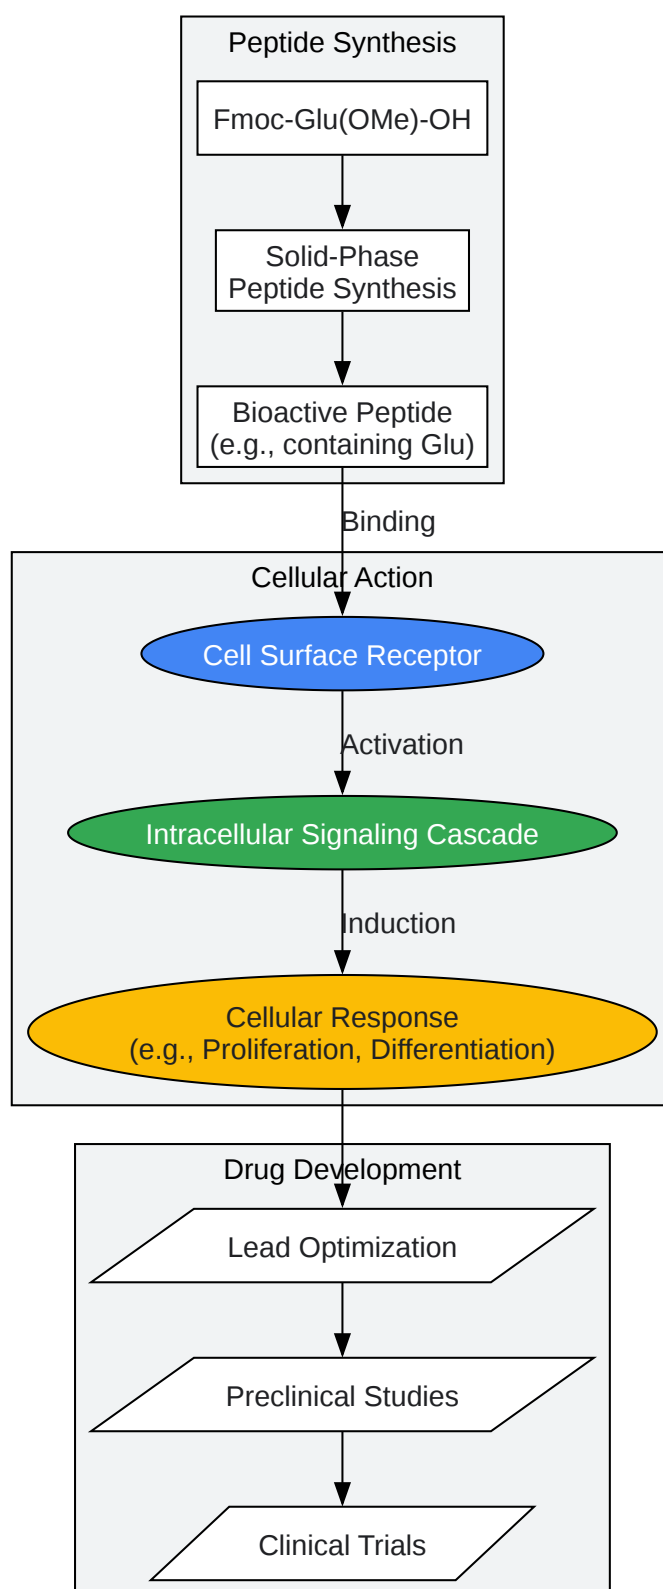 Peptide Synthesis
Fmoc-Glu(OMe)-OH
Solid-Phase
Peptide Synthesis
Bioactive Peptide
(e.g., containing Glu)
Binding
Cellular Action
Cell Surface Receptor
Activation
Intracellular Signaling Cascade
Induction
Cellular Response
(e.g., Proliferation, Differentiation)
Drug Development
Lead Optimization
Preclinical Studies
Clinical Trials